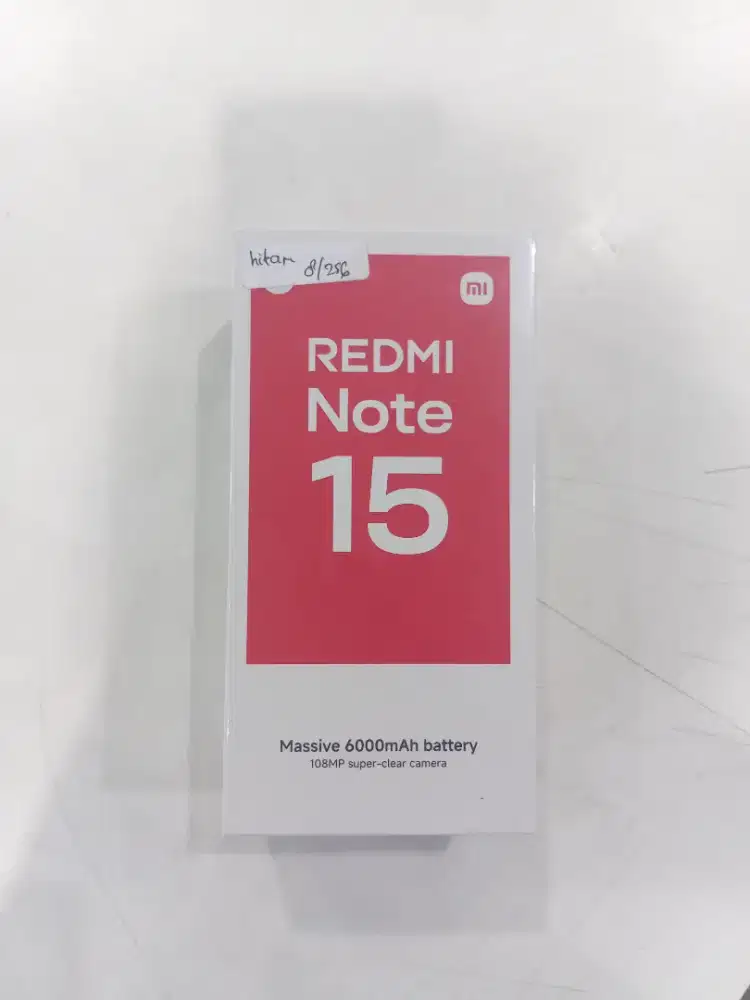 hitam 8/256
mi
REDMI
Note
15
Massive 6000mAh battery
108MP super-clear camera